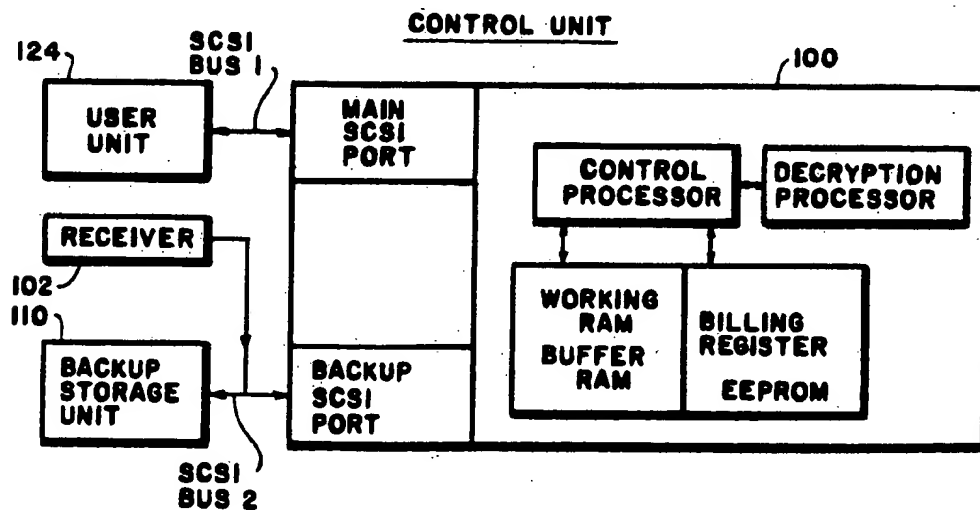 CONTROL UNIT
124
SCSI
BUS 1
100
USER
UNIT
MAIN
SCSI
PORT
CONTROL
PROCESSOR
DECRYPTION
PROCESSOR
RECEIVER
102
110
WORKING
RAM
BUFFER
RAM
BILLING
REGISTER
EEPROM
BACKUP
STORAGE
UNIT
BACKUP
SCSI
PORT
SCSI
BUS 2